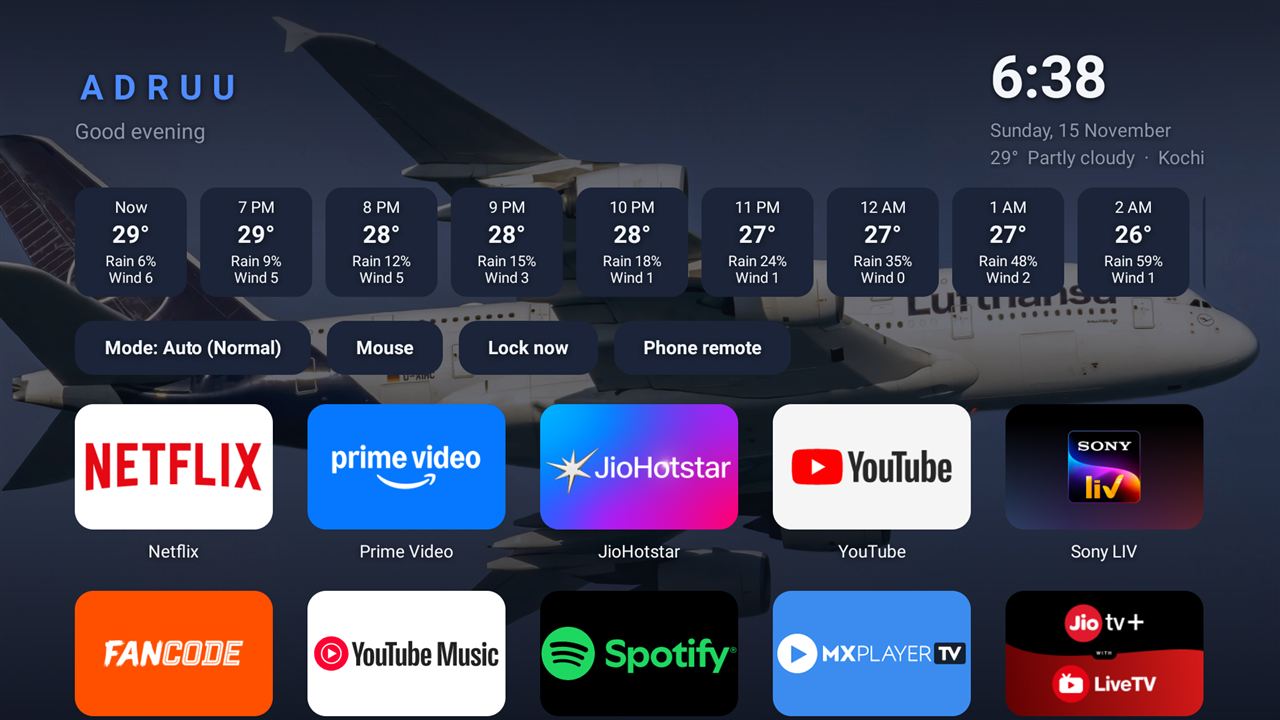 ADRUU
Good evening
6:38
Sunday, 15 November
29° Partly cloudy · Kochi
Now
29°
Rain 6%
Wind 6
7 PM
29°
Rain 9%
Wind 5
8 PM
28°
Rain 12%
Wind 5
9 PM
28°
Rain 15%
Wind 3
10 PM
28°
Rain 18%
Wind 1
11 PM
27°
Rain 24%
Wind 1
12 AM
27°
Rain 35%
Wind 0
1 AM
27°
Rain 48%
Wind 2
2 AM
26°
Rain 59%
Wind 1
Lufthansa
Mode: Auto (Normal)
Mouse
Lock now
Phone remote
NETFLIX
prime video
JioHotstar
YouTube
SONY
liv
Netflix
Prime Video
JioHotstar
YouTube
Sony LIV
FANCODE
YouTube Music
Spotify®
MXPLAYER TV
Jio tv+
WITH
LiveTV